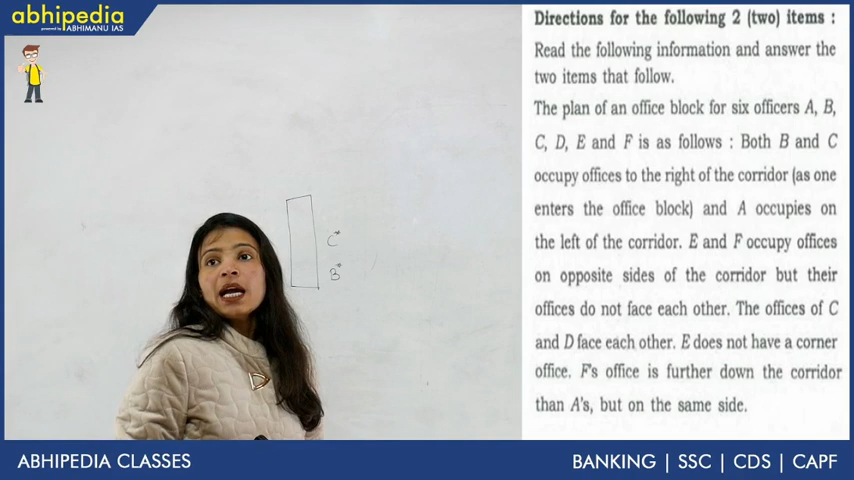 abhipedia
powered by ABHIMANU IAS
Directions for the following 2 (two) items :
Read the following information and answer the
two items that follow.
The plan of an office block for six officers A, B,
C, D, E and F is as follows : Both B and C
occupy offices to the right of the corridor (as one
enters the office block) and A occupies on
the left of the corridor. E and F occupy offices
on opposite sides of the corridor but their
offices do not face each other. The offices of C
and D face each other. E does not have a corner
office. F's office is further down the corridor
than A's, but on the same side.
C*
B*
ABHIPEDIA CLASSES
BANKING | SSC | CDS | CAPF